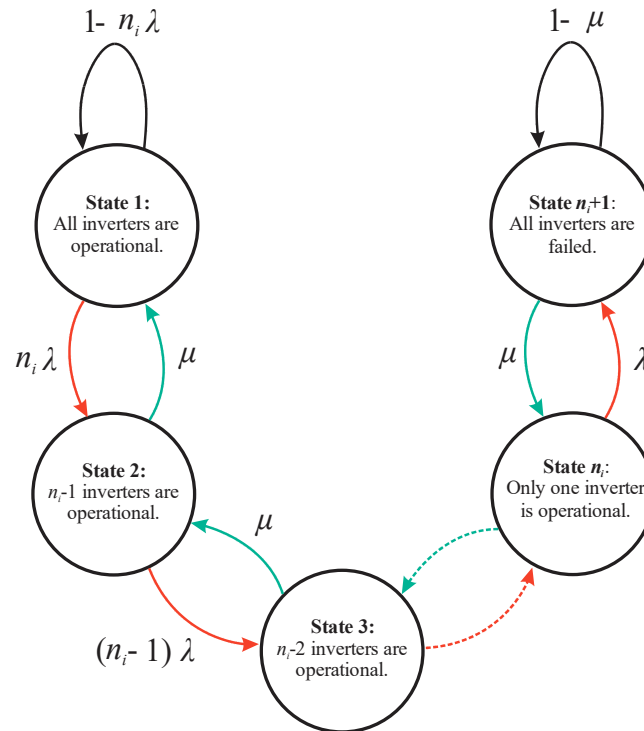 1- nᵢ λ
1- μ
State 1:
All inverters are
operational.
State nᵢ+1:
All inverters are
failed.
nᵢ λ
μ
μ
λ
State 2:
nᵢ-1 inverters are
operational.
State nᵢ:
Only one inverter
is operational.
μ
(nᵢ- 1) λ
State 3:
nᵢ-2 inverters are
operational.